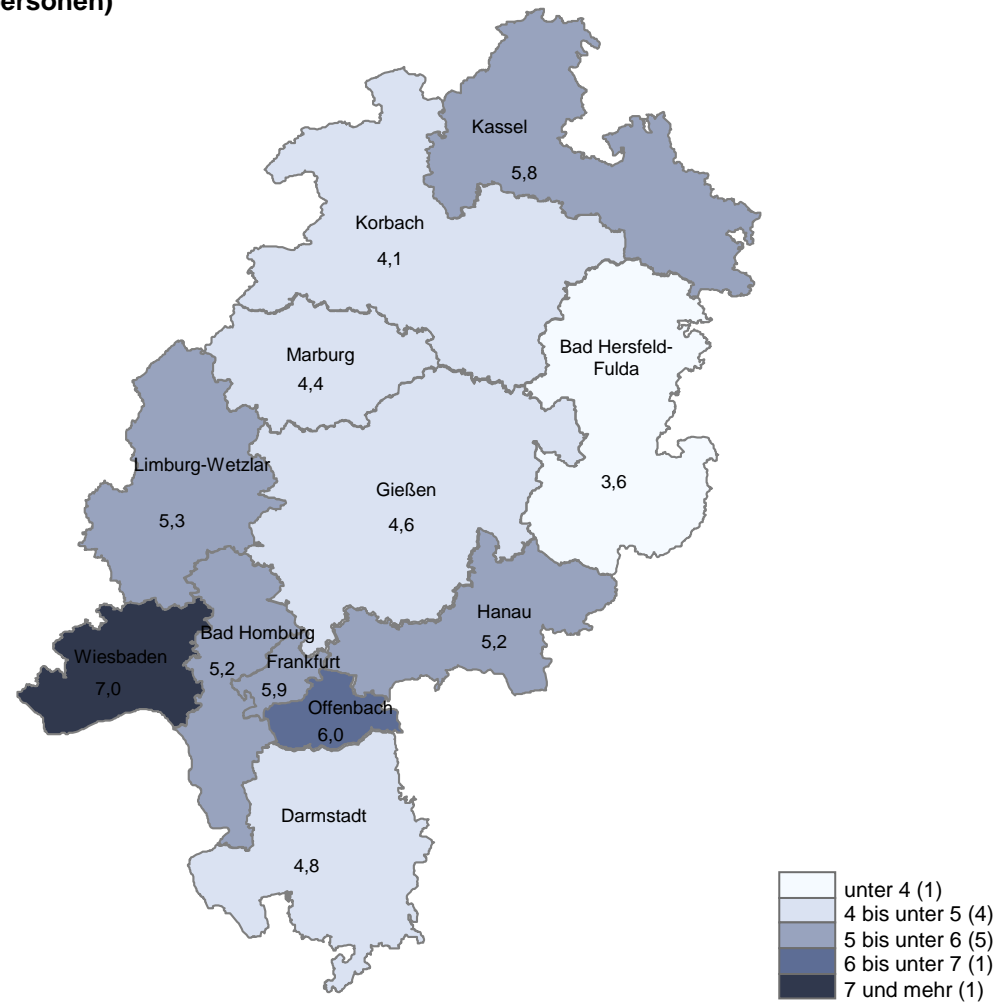 ersonen)
Kassel
5,8
Korbach
4,1
Bad Hersfeld-
Fulda
3,6
Marburg
4,4
Limburg-Wetzlar
5,3
Gießen
4,6
Hanau
5,2
Bad Homburg
5,2
Wiesbaden
7,0
Frankfurt
5,9
Offenbach
6,0
Darmstadt
4,8
unter 4 (1)
4 bis unter 5 (4)
5 bis unter 6 (5)
6 bis unter 7 (1)
7 und mehr (1)